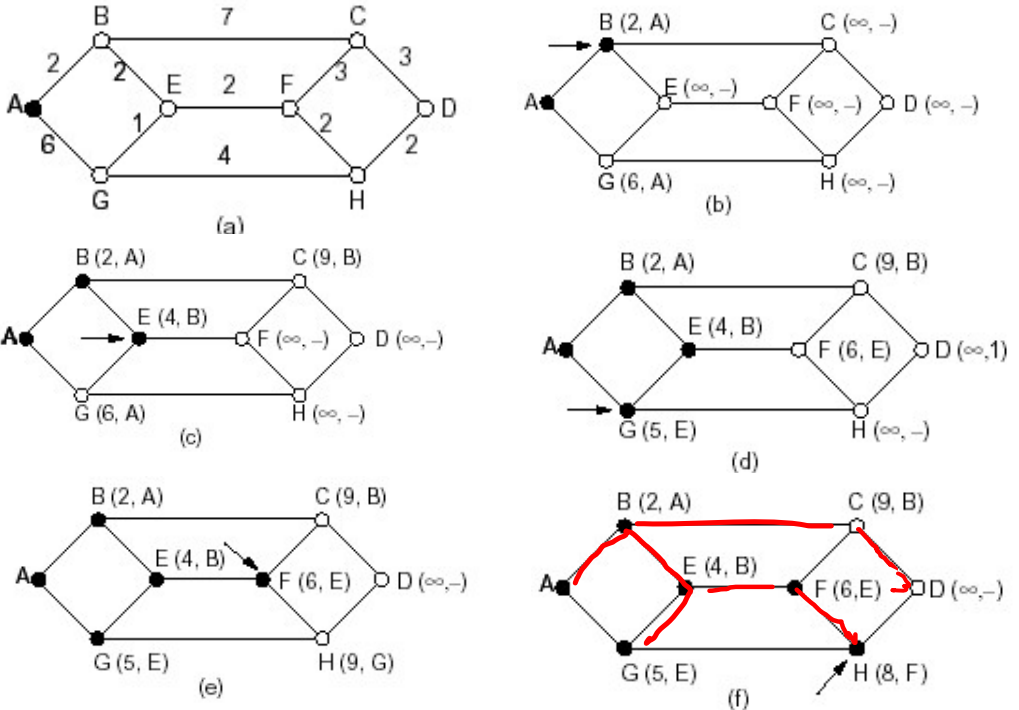 B
7
C
2
2
3
3
E
2
F
A
D
1
2
2
6
4
G
H
(a)
B (2, A)
C (∞, –)
E (∞, –)
A
F (∞, –)
D (∞, –)
G (6, A)
H (∞, –)
(b)
B (2, A)
C (9, B)
E (4, B)
A
F (∞, –)
D (∞,–)
G (6, A)
H (∞, –)
(c)
B (2, A)
C (9, B)
E (4, B)
A
F (6, E)
D (∞,1)
G (5, E)
H (∞, –)
(d)
B (2, A)
C (9, B)
E (4, B)
A
F (6, E)
D (∞,–)
G (5, E)
H (9, G)
(e)
B (2, A)
C (9, B)
E (4, B)
A
F (6,E)
D (∞,–)
G (5, E)
H (8, F)
(f)